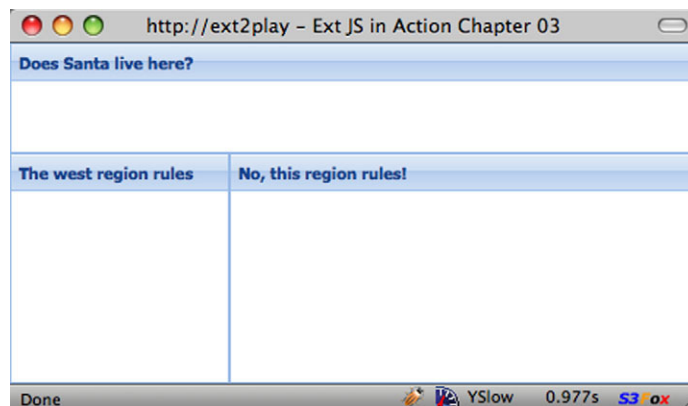 http://ext2play – Ext JS in Action Chapter 03
Does Santa live here?
The west region rules
No, this region rules!
Done YSlow 0.977s S3Fox